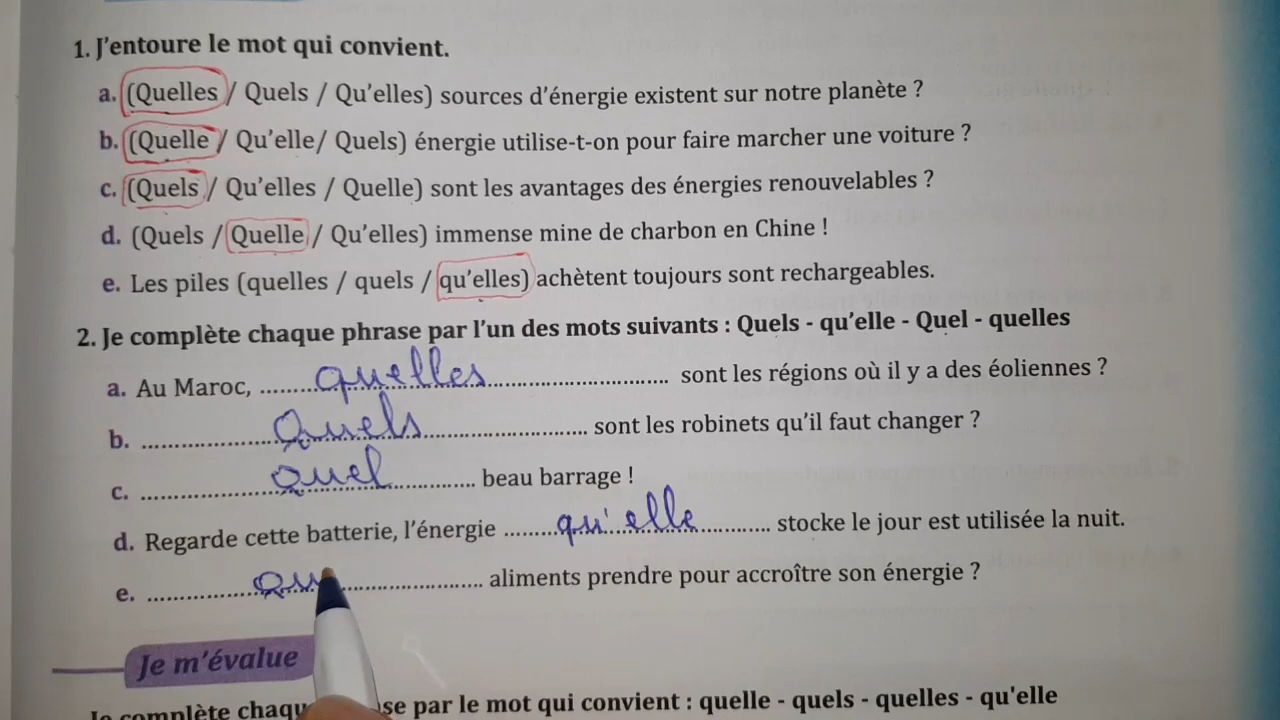 1. J'entoure le mot qui convient.
a. (Quelles / Quels / Qu'elles) sources d'énergie existent sur notre planète ?
b. (Quelle / Qu'elle/ Quels) énergie utilise-t-on pour faire marcher une voiture ?
c. (Quels / Qu'elles / Quelle) sont les avantages des énergies renouvelables ?
d. (Quels / Quelle / Qu'elles) immense mine de charbon en Chine !
e. Les piles (quelles / quels / qu'elles) achètent toujours sont rechargeables.
2. Je complète chaque phrase par l'un des mots suivants : Quels - qu'elle - Quel - quelles
a. Au Maroc, ....... quelles ....... sont les régions où il y a des éoliennes ?
b. ....... Quels ....... sont les robinets qu'il faut changer ?
c. ....... quel ....... beau barrage !
d. Regarde cette batterie, l'énergie ....... qu'elle ....... stocke le jour est utilisée la nuit.
e. ....... Qu ....... aliments prendre pour accroître son énergie ?
Je m'évalue
complète par le mot qui convient : quelle - quels - quelles - qu'elle